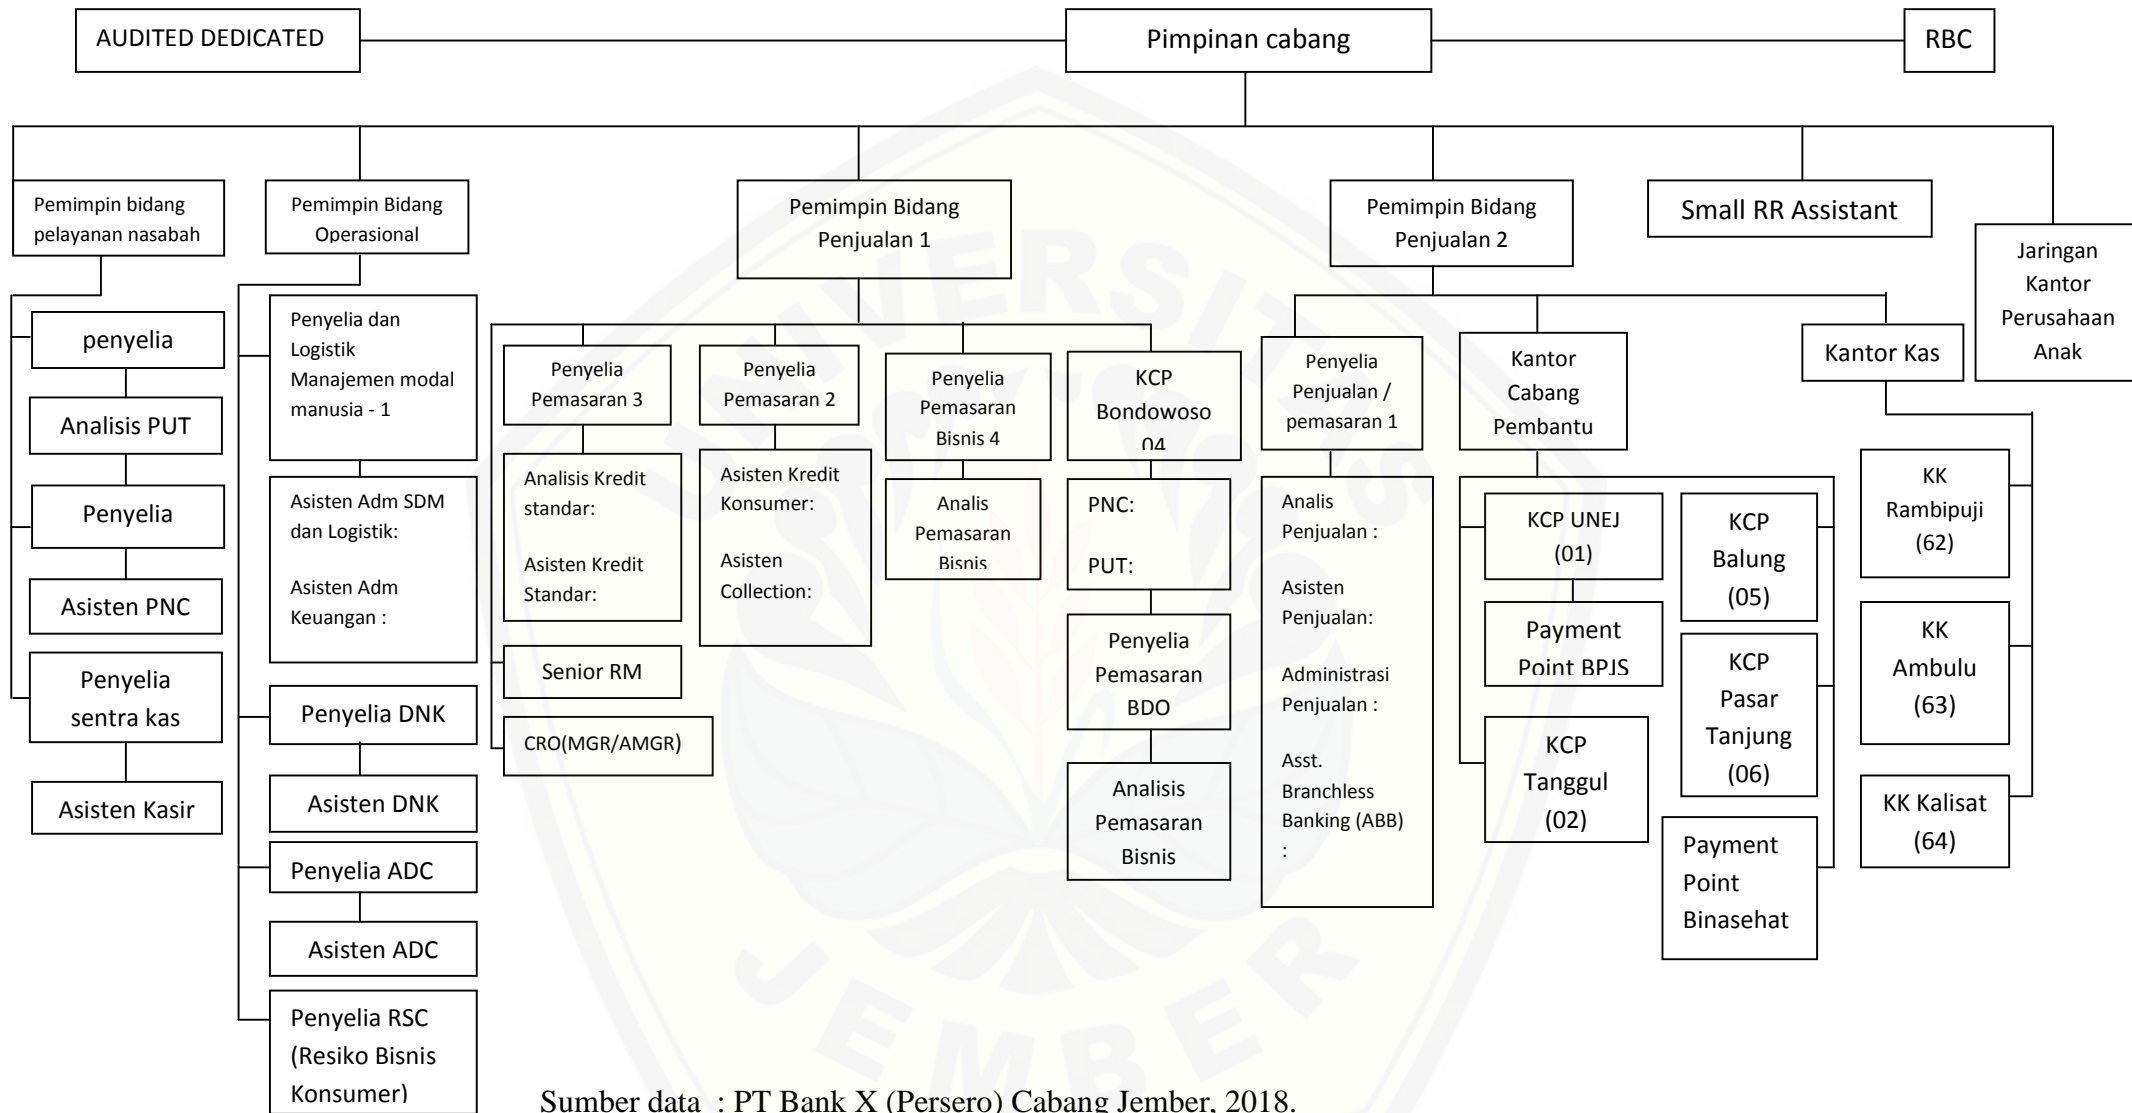 AUDITED DEDICATED
Pimpinan cabang
RBC
Pemimpin bidang
pelayanan nasabah
Pemimpin Bidang
Operasional
Pemimpin Bidang
Penjualan 1
Pemimpin Bidang
Penjualan 2
Small RR Assistant
Jaringan
Kantor
Perusahaan
Anak
penyelia
Analisis PUT
Penyelia
Asisten PNC
Penyelia
sentra kas
Asisten Kasir
Penyelia dan
Logistik
Manajemen modal
manusia - 1
Asisten Adm SDM
dan Logistik:
Asisten Adm
Keuangan :
Penyelia DNK
Asisten DNK
Penyelia ADC
Asisten ADC
Penyelia RSC
(Resiko Bisnis
Konsumer)
Penyelia
Pemasaran 3
Analisis Kredit
standar:
Asisten Kredit
Standar:
Senior RM
CRO(MGR/AMGR)
Penyelia
Pemasaran 2
Asisten Kredit
Konsumer:
Asisten
Collection:
Penyelia
Pemasaran
Bisnis 4
Analis
Pemasaran
Bisnis
KCP
Bondowoso
04
PNC:
PUT:
Penyelia
Pemasaran
BDO
Analisis
Pemasaran
Bisnis
Penyelia
Penjualan /
pemasaran 1
Analis
Penjualan :
Asisten
Penjualan:
Administrasi
Penjualan :
Asst.
Branchless
Banking (ABB)
:
Kantor
Cabang
Pembantu
KCP UNEJ
(01)
Payment
Point BPJS
KCP
Tanggul
(02)
KCP
Balung
(05)
KCP
Pasar
Tanjung
(06)
Payment
Point
Binasehat
Kantor Kas
KK
Rambipuji
(62)
KK
Ambulu
(63)
KK Kalisat
(64)
UNIVERSITAS
JEMBER
Sumber data : PT Bank X (Persero) Cabang Jember, 2018.